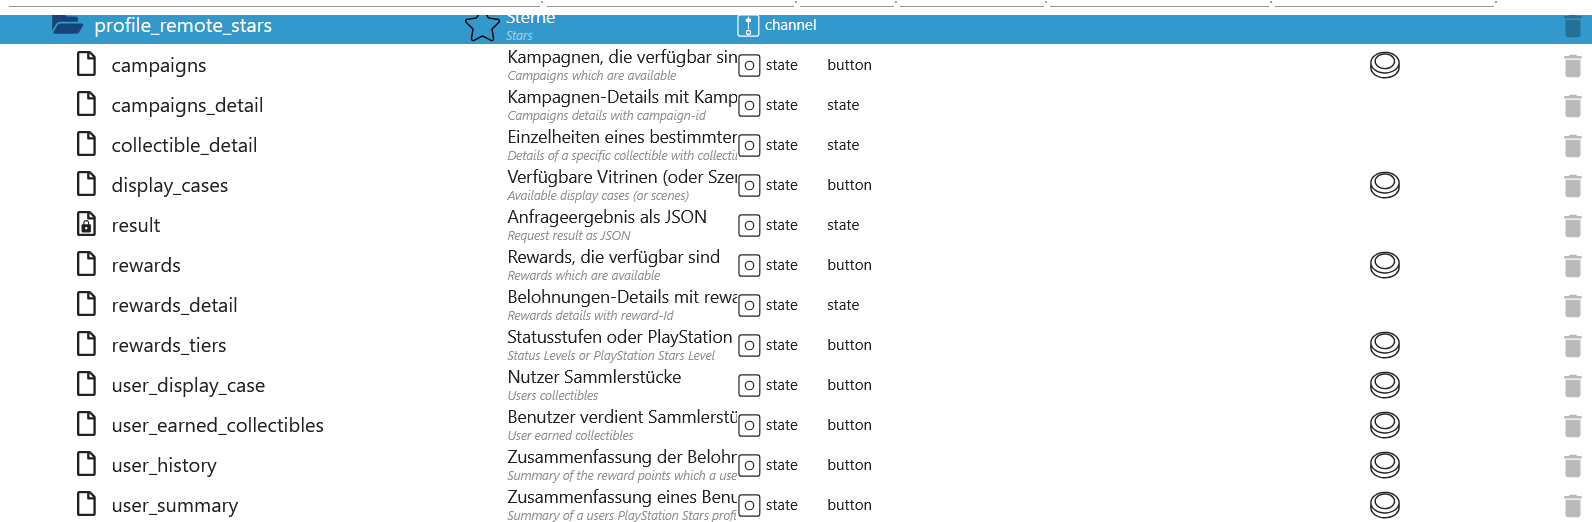 profile_remote_stars Sterne channel
Stars
campaigns Kampagnen, die verfügbar sin state button
Campaigns which are available
campaigns_detail Kampagnen-Details mit Kamp state state
Campaigns details with campaign-id
collectible_detail Einzelheiten eines bestimmter state state
Details of a specific collectible with collecti
display_cases Verfügbare Vitrinen (oder Szer state button
Available display cases (or scenes)
result Anfrageergebnis als JSON state state
Request result as JSON
rewards Rewards, die verfügbar sind state button
Rewards which are available
rewards_detail Belohnungen-Details mit rewa state state
Rewards details with reward-Id
rewards_tiers Statusstufen oder PlayStation state button
Status Levels or PlayStation Stars Level
user_display_case Nutzer Sammlerstücke state button
Users collectibles
user_earned_collectibles Benutzer verdient Sammlerstü state button
User earned collectibles
user_history Zusammenfassung der Belohr state button
Summary of the reward points which a use
user_summary Zusammenfassung eines Benu state button
Summary of a users PlayStation Stars profi